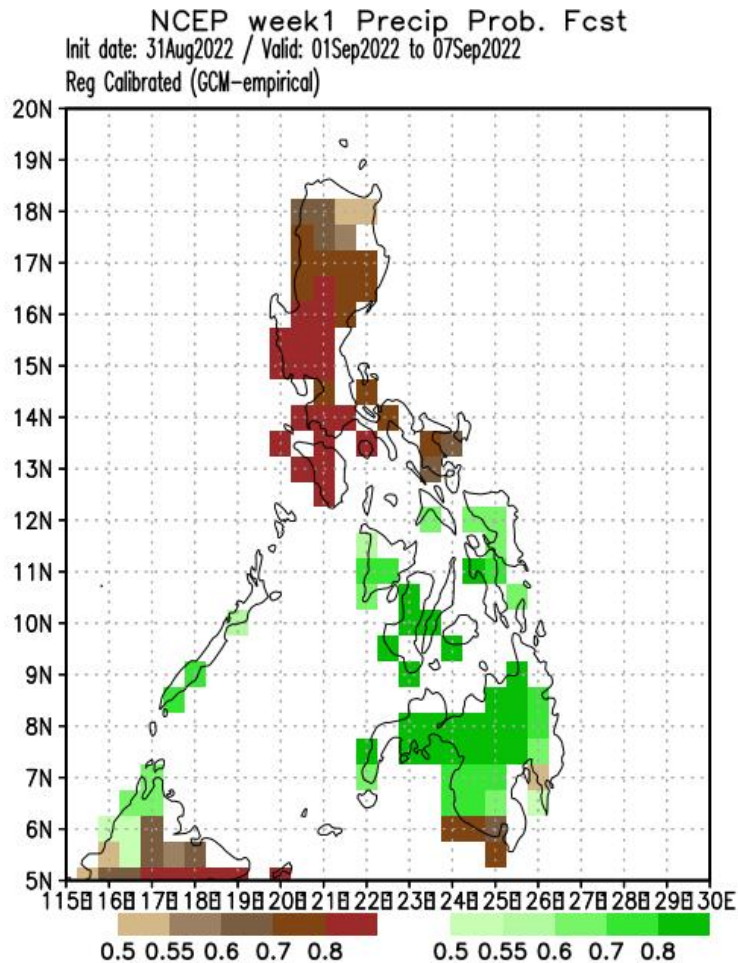 NCEP week1 Precip Prob. Fcst
Init date: 31Aug2022 / Valid: 01Sep2022 to 07Sep2022
Reg Calibrated (GCM-empirical)
20N
19N
18N
17N
16N
15N
14N
13N
12N
11N
10N
9N
8N
7N
6N
5N
115E 116E 117E 118E 119E 120E 121E 122E 123E 124E 125E 126E 127E 128E 129E 130E
0.5 0.55 0.6 0.7 0.8 0.5 0.55 0.6 0.7 0.8